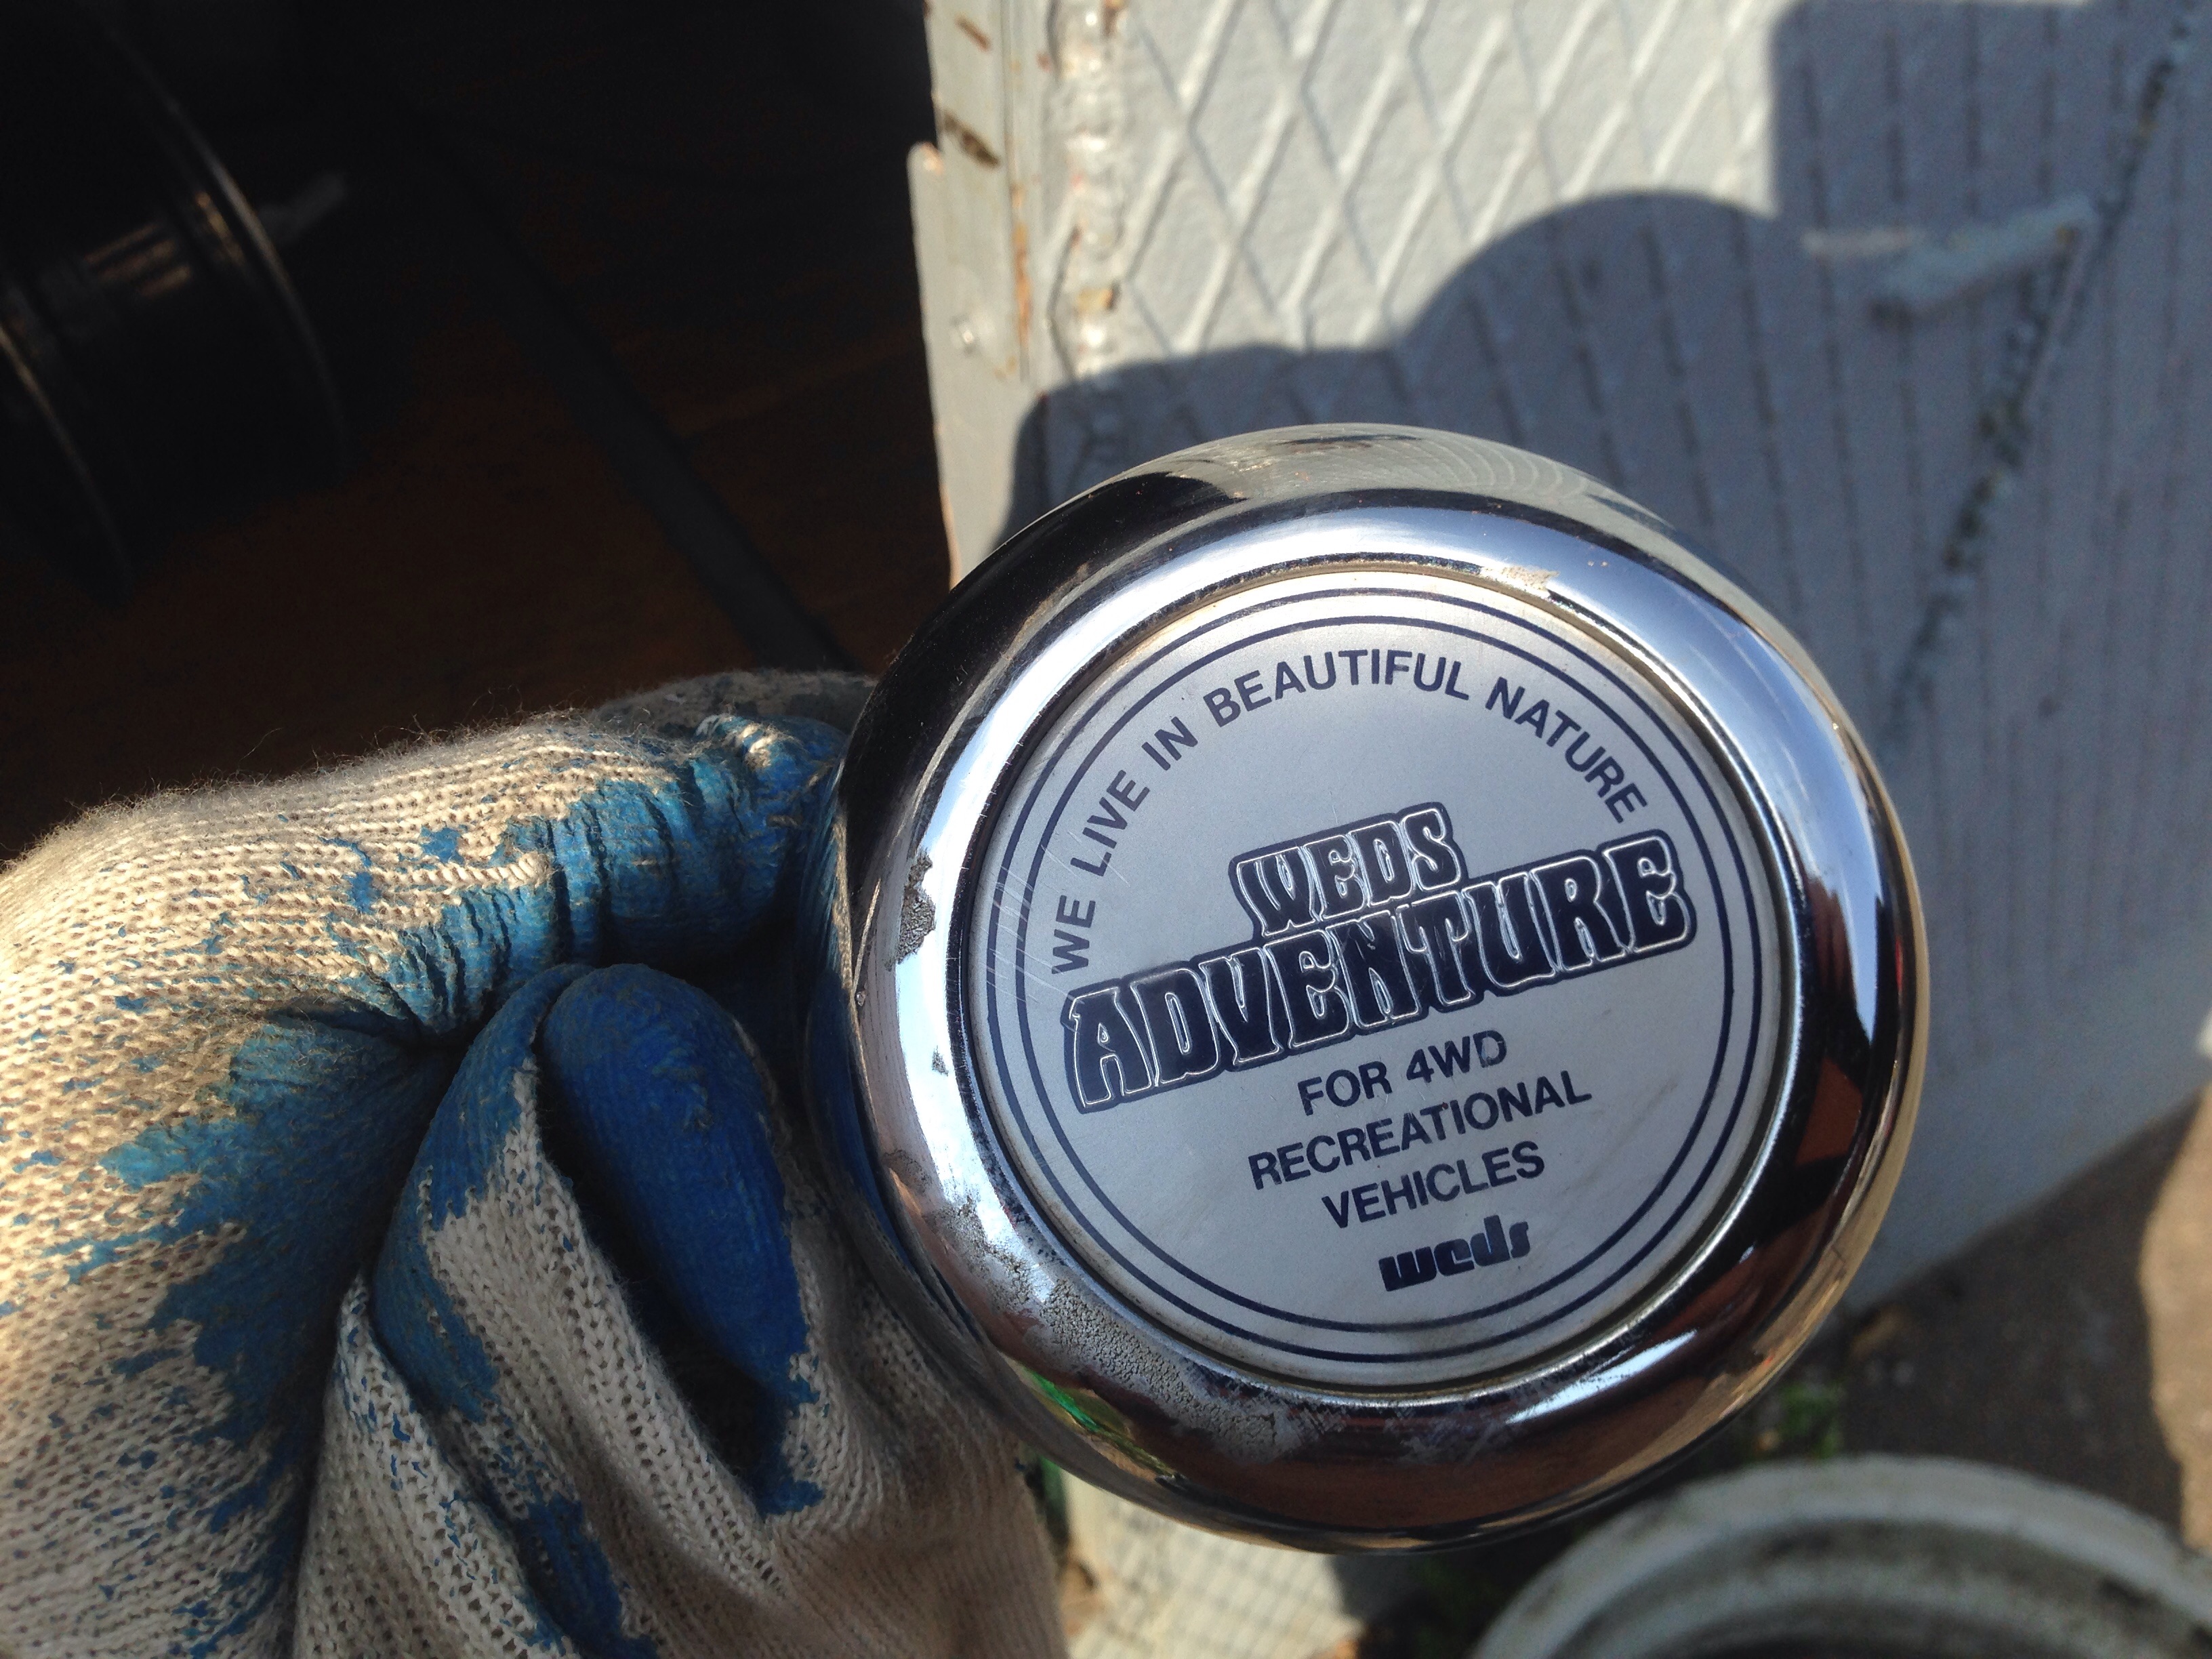 WE LIVE IN BEAUTIFUL NATURE
WEDS
ADVENTURE
FOR 4WD
RECREATIONAL
VEHICLES
weds